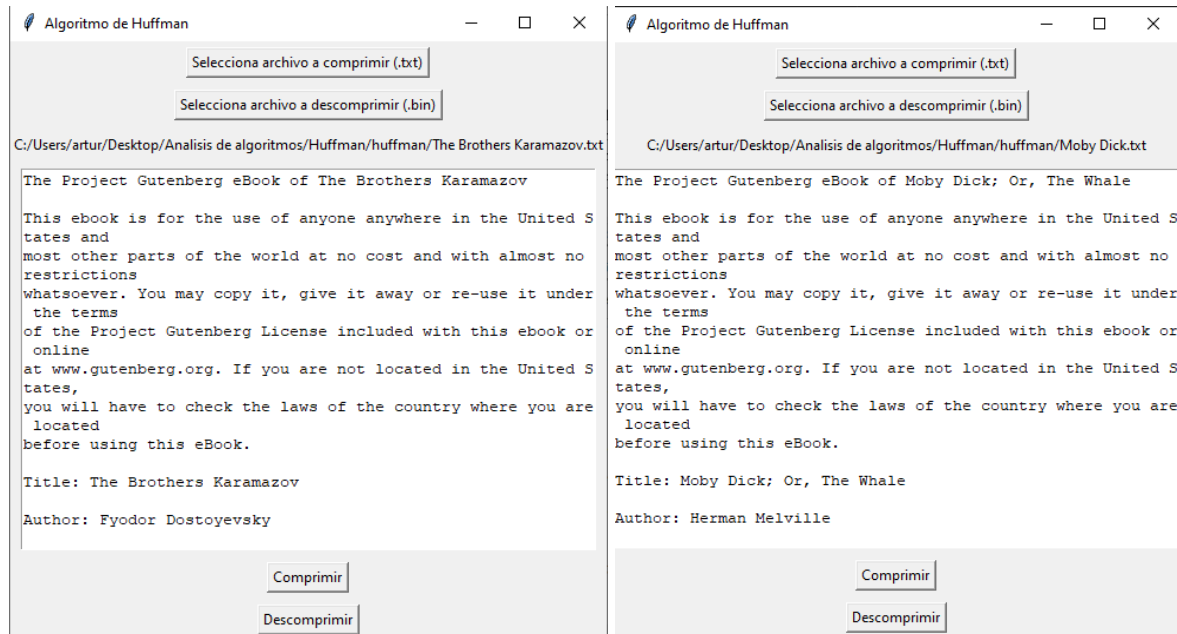 Algoritmo de Huffman
Selecciona archivo a comprimir (.txt)
Selecciona archivo a descomprimir (.bin)
C:/Users/artur/Desktop/Analisis de algoritmos/Huffman/huffman/The Brothers Karamazov.txt
The Project Gutenberg eBook of The Brothers Karamazov
This ebook is for the use of anyone anywhere in the United S
tates and
most other parts of the world at no cost and with almost no
restrictions
whatsoever. You may copy it, give it away or re-use it under
the terms
of the Project Gutenberg License included with this ebook or
online
at www.gutenberg.org. If you are not located in the United S
tates,
you will have to check the laws of the country where you are
located
before using this eBook.
Title: The Brothers Karamazov
Author: Fyodor Dostoyevsky
Comprimir
Descomprimir
Algoritmo de Huffman
Selecciona archivo a comprimir (.txt)
Selecciona archivo a descomprimir (.bin)
C:/Users/artur/Desktop/Analisis de algoritmos/Huffman/huffman/Moby Dick.txt
The Project Gutenberg eBook of Moby Dick; Or, The Whale
This ebook is for the use of anyone anywhere in the United S
tates and
most other parts of the world at no cost and with almost no
restrictions
whatsoever. You may copy it, give it away or re-use it under
the terms
of the Project Gutenberg License included with this ebook or
online
at www.gutenberg.org. If you are not located in the United S
tates,
you will have to check the laws of the country where you are
located
before using this eBook.
Title: Moby Dick; Or, The Whale
Author: Herman Melville
Comprimir
Descomprimir